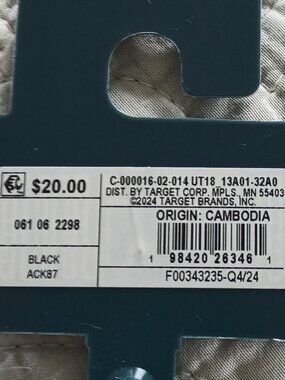 $20.00
061 06 2298
BLACK
ACK87
C-000016-02-014 UT18 13A01-32A0
DIST. BY TARGET CORP. MPLS., MN 55403
©2024 TARGET BRANDS, INC.
ORIGIN: CAMBODIA
1 98420 26346 1
F00343235-Q4/24